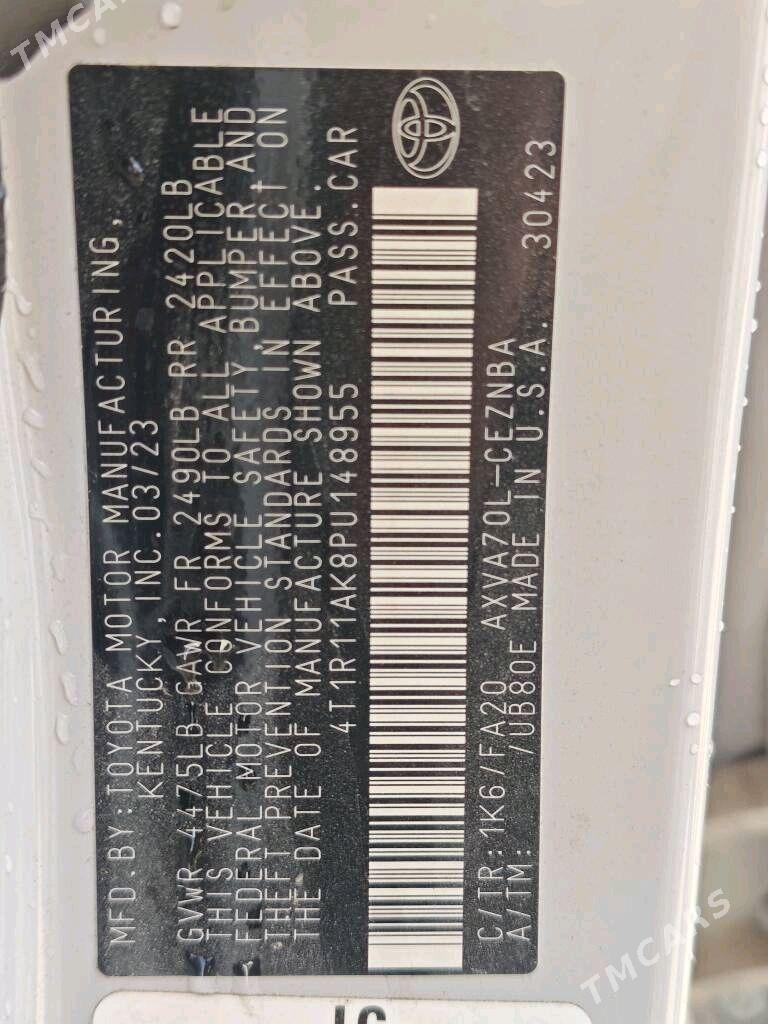 TMCARS
MFD.BY:TOYOTA MOTOR MANUFACTURING,
KENTUCKY, INC.03/23
GVWR 4475LB GAWR FR 2490LB RR 2420LB
THIS VEHICLE CONFORMS TO ALL APPLICABLE
FEDERAL MOTOR VEHICLE SAFETY, BUMPER AND
THEFT PREVENTION STANDARDS IN EFFECT ON
THE DATE OF MANUFACTURE SHOWN ABOVE.
4T1R11AK8PU148955 PASS.CAR
C/TR:1K6/FA20 AXVA70L-CEZNBA
A/TM: /UB80E MADE IN U.S.A. 30423
TMCARS